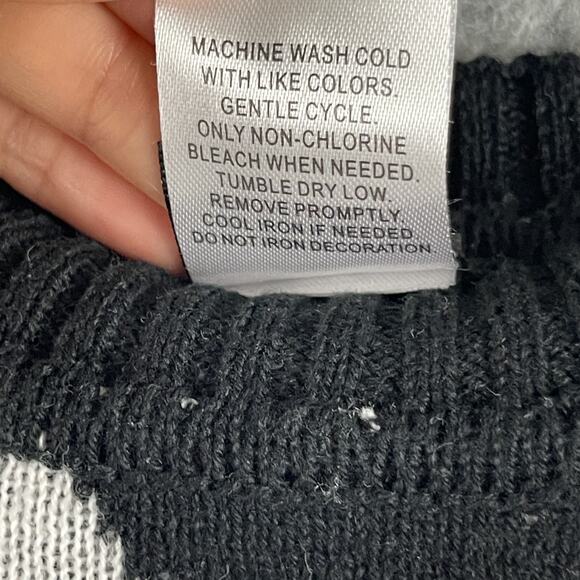 MACHINE WASH COLD
WITH LIKE COLORS.
GENTLE CYCLE.
ONLY NON-CHLORINE
BLEACH WHEN NEEDED.
TUMBLE DRY LOW.
REMOVE PROMPTLY.
COOL IRON IF NEEDED
DO NOT IRON DECORATION